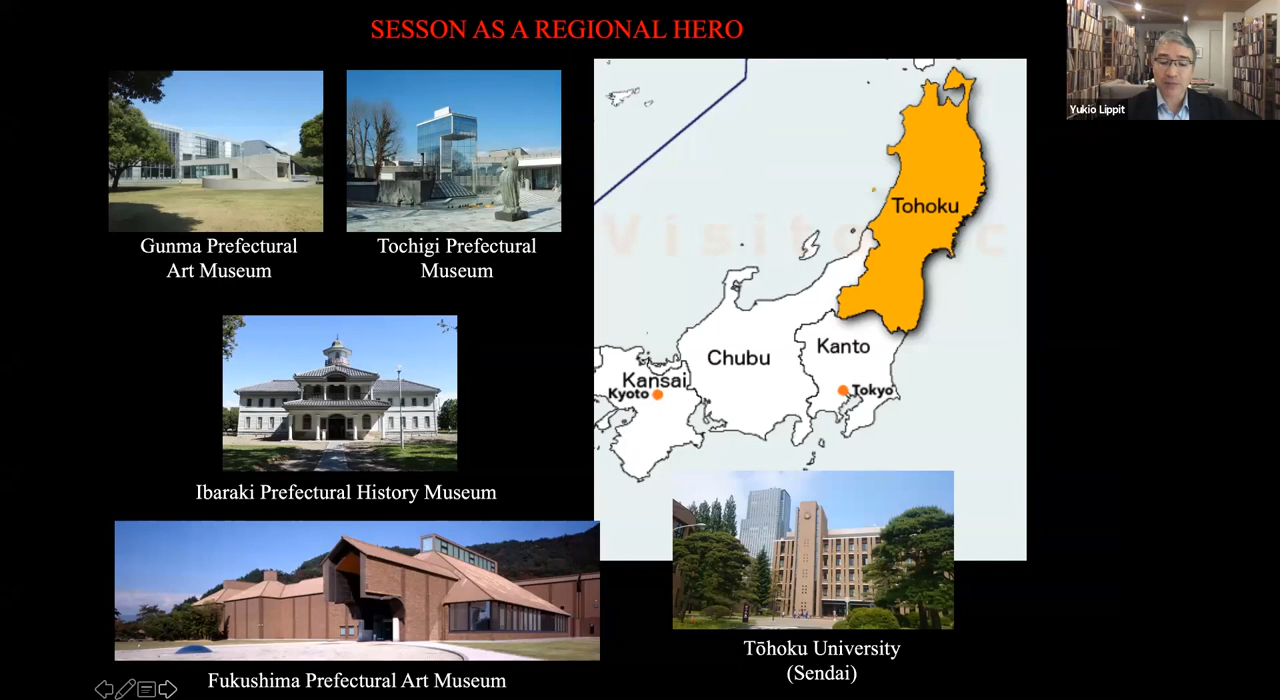 SESSON AS A REGIONAL HERO
Yukio Lippit
Gunma Prefectural
Art Museum
Tochigi Prefectural
Museum
Tohoku
Chubu
Kanto
Kansai
Kyoto
Tokyo
Ibaraki Prefectural History Museum
Fukushima Prefectural Art Museum
Tōhoku University
(Sendai)